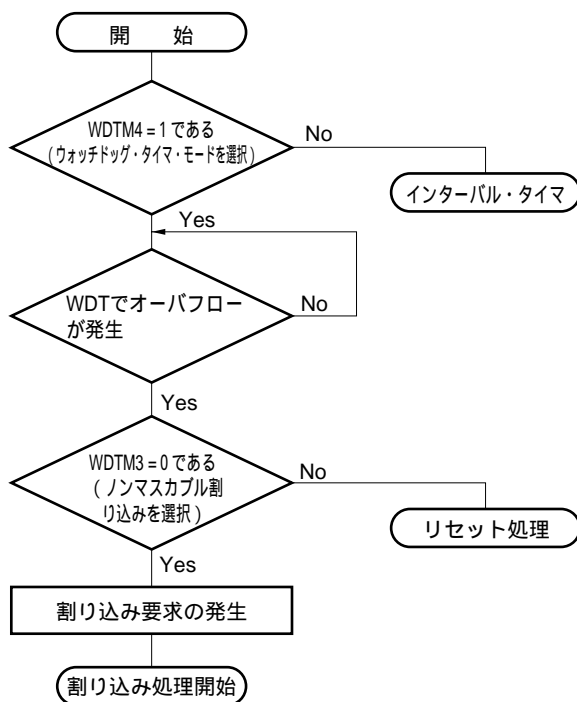 開　始
WDTM4 = 1 である
(ウォッチドッグ・タイマ・モードを選択)
No
インターバル・タイマ
Yes
WDTでオーバフロー
が発生
No
Yes
WDTM3 = 0 である
(ノンマスカブル割
り込みを選択)
No
リセット処理
Yes
割り込み要求の発生
割り込み処理開始